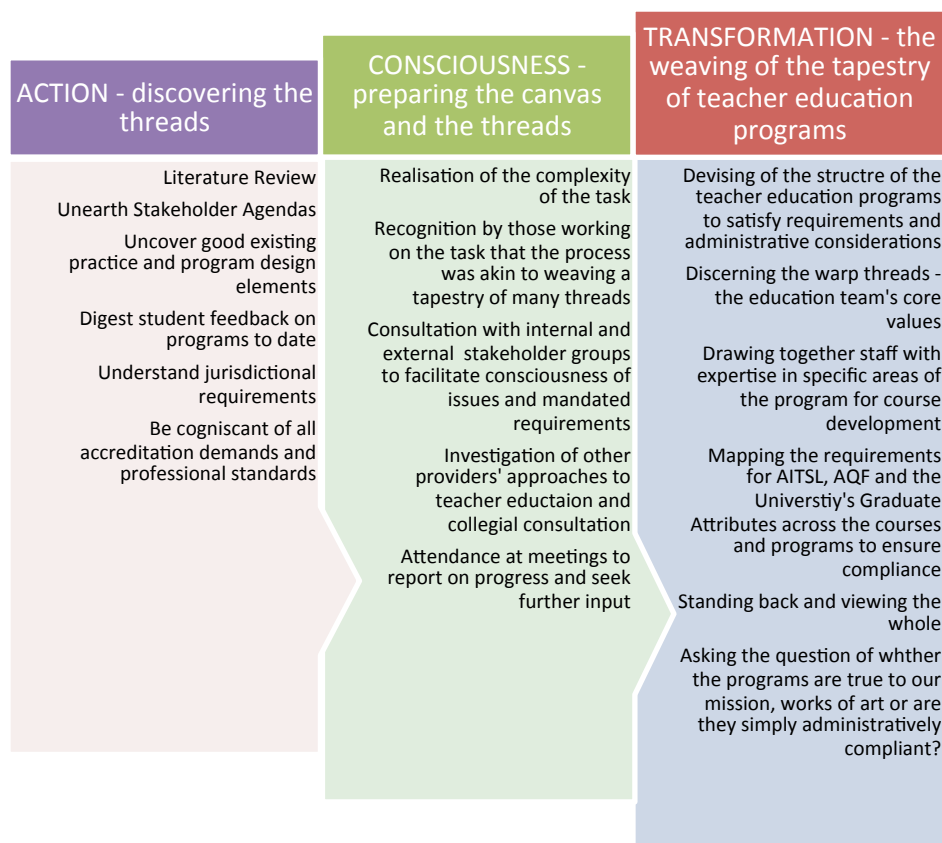 ACTION - discovering the
threads
Literature Review
Unearth Stakeholder Agendas
Uncover good existing
practice and program design
elements
Digest student feedback on
programs to date
Understand jurisdictional
requirements
Be cogniscant of all
accreditation demands and
professional standards
CONSCIOUSNESS -
preparing the canvas
and the threads
Realisation of the complexity
of the task
Recognition by those working
on the task that the process
was akin to weaving a
tapestry of many threads
Consultation with internal and
external stakeholder groups
to facilitate consciousness of
issues and mandated
requirements
Investigation of other
providers' approaches to
teacher eductaion and
collegial consultation
Attendance at meetings to
report on progress and seek
further input
TRANSFORMATION - the
weaving of the tapestry
of teacher education
programs
Devising of the structre of the
teacher education programs
to satisfy requirements and
administrative considerations
Discerning the warp threads -
the education team's core
values
Drawing together staff with
expertise in specific areas of
the program for course
development
Mapping the requirements
for AITSL, AQF and the
Universtiy's Graduate
Attributes across the courses
and programs to ensure
compliance
Standing back and viewing the
whole
Asking the question of whther
the programs are true to our
mission, works of art or are
they simply administratively
compliant?